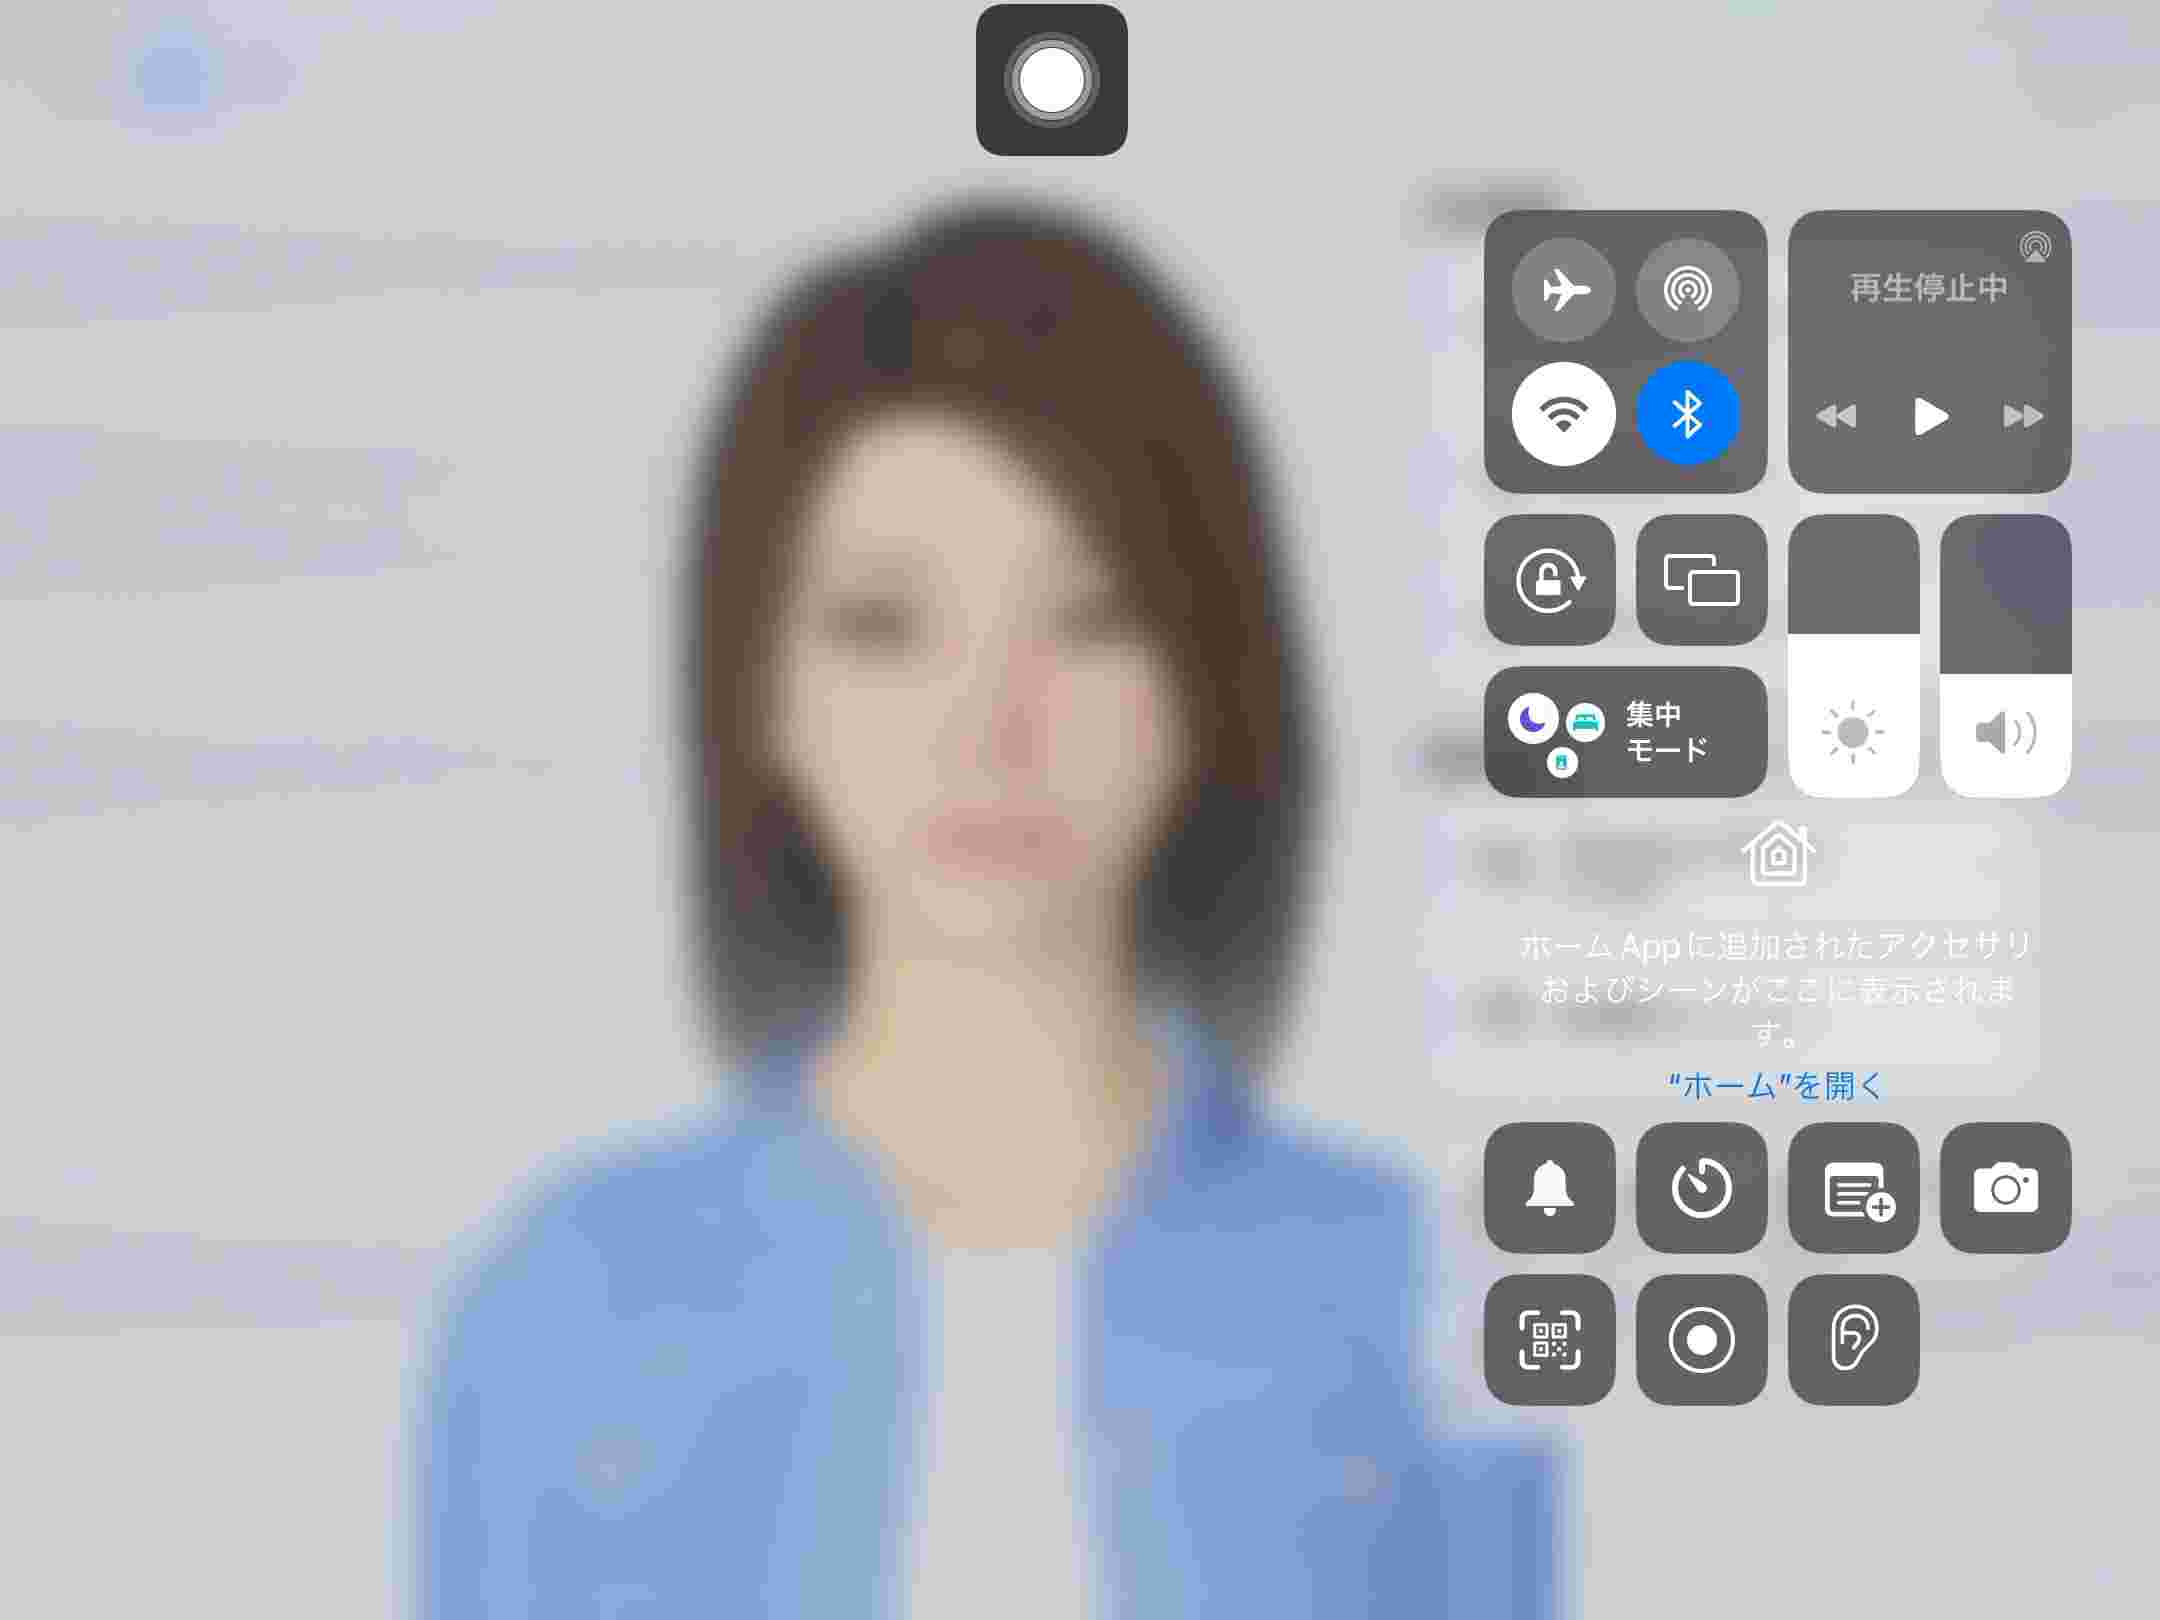 再生停止中
集中
モード
ホームAppに追加されたアクセサリ
およびシーンがここに表示されま
す。
“ホーム”を開く